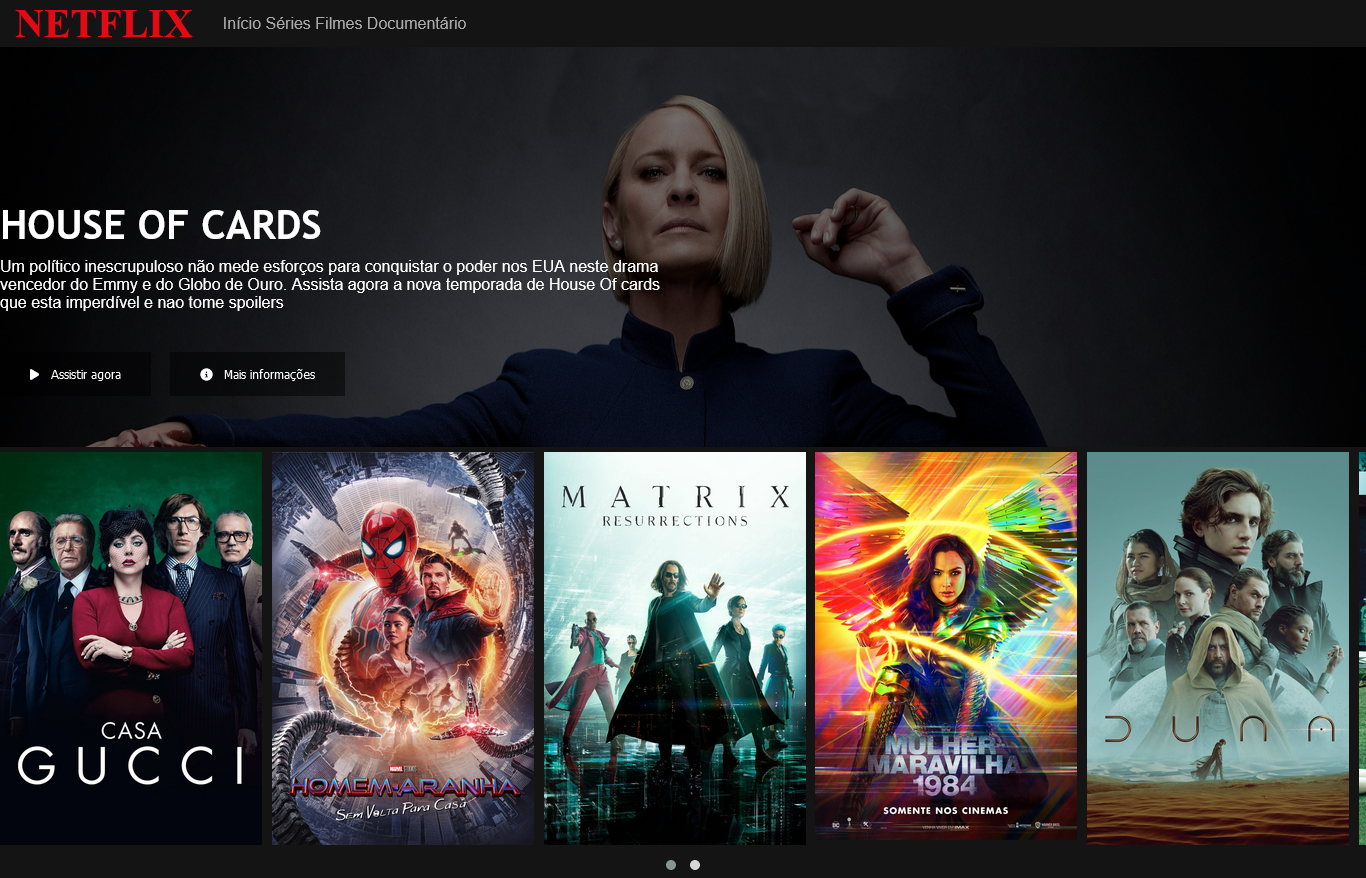 NETFLIX
Início Séries Filmes Documentário
HOUSE OF CARDS
Um político inescrupuloso não mede esforços para conquistar o poder nos EUA neste drama
vencedor do Emmy e do Globo de Ouro. Assista agora a nova temporada de House Of cards
que esta imperdível e nao tome spoilers
Assistir agora
Mais informações
CASA
GUCCI
MARVEL STUDIOS
HOMEM-ARANHA
SEM VOLTA PARA CASA
MATRIX
RESURRECTIONS
MULHER-
MARAVILHA
1984
SOMENTE NOS CINEMAS
DUNA